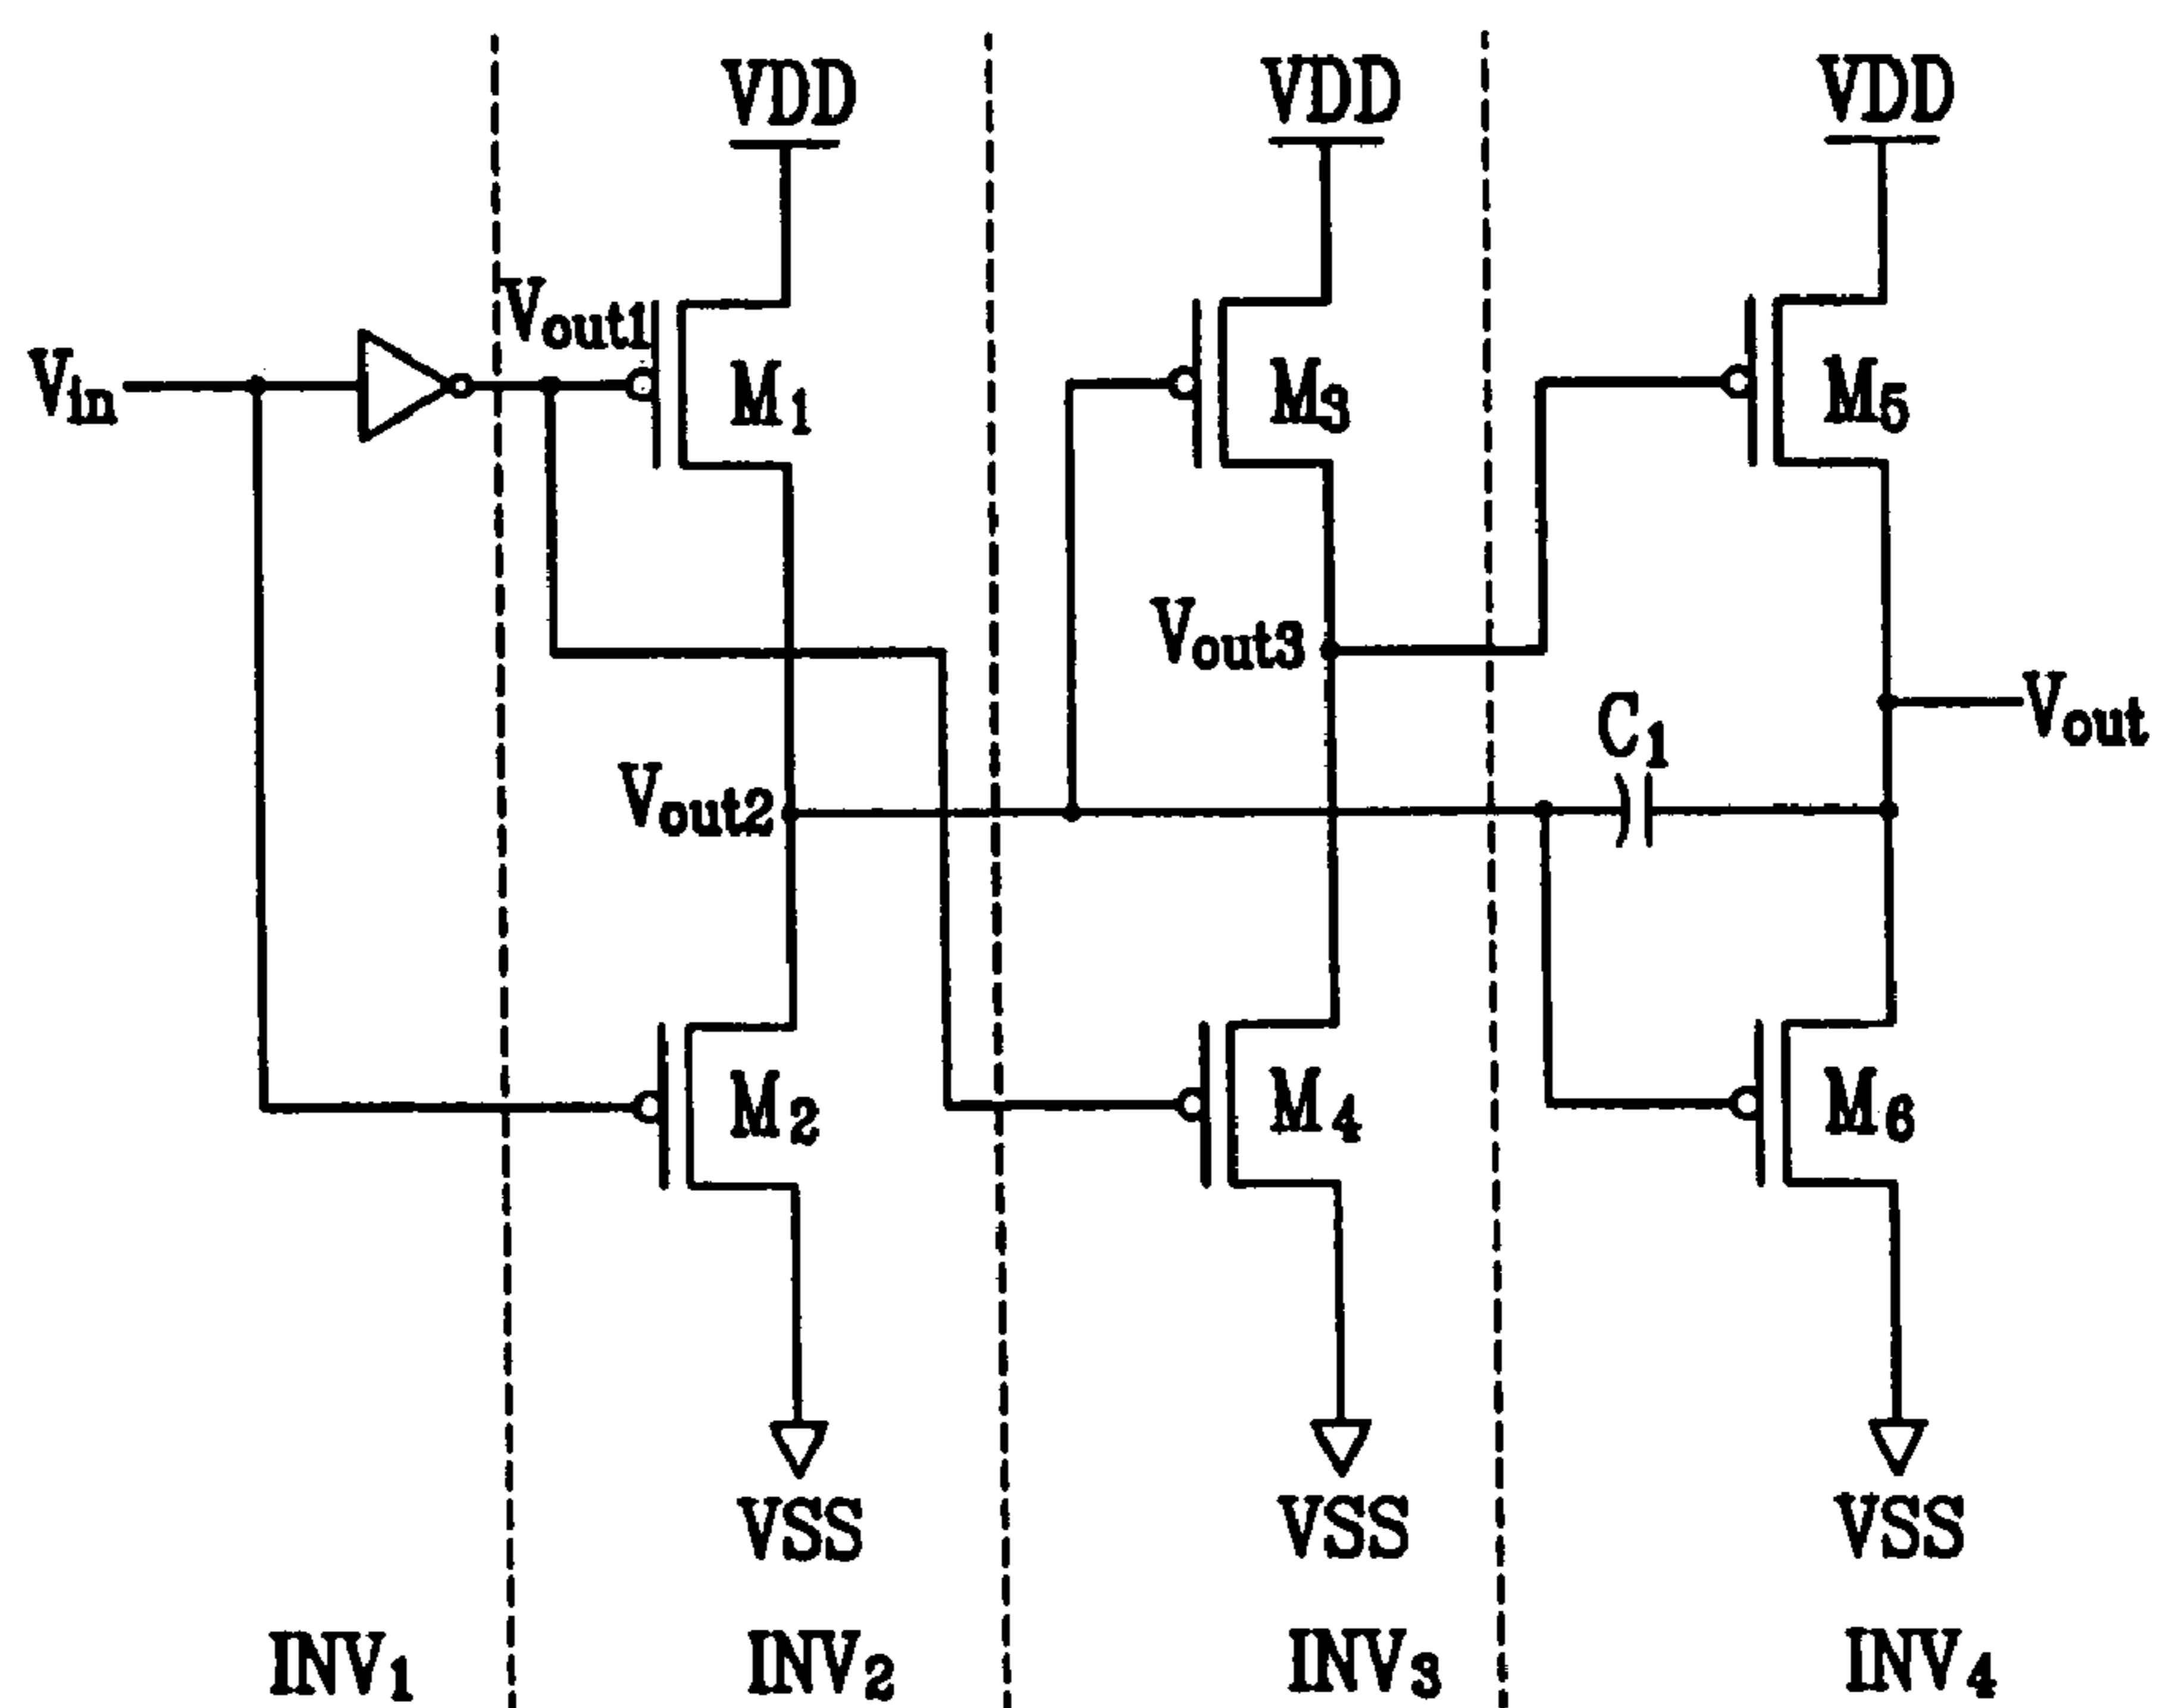 VDD
VDD
VDD
Vout1
Vin
M1
M3
M5
Vout3
C1
Vout
Vout2
M2
M4
M6
VSS
VSS
VSS
INV1
INV2
INV3
INV4